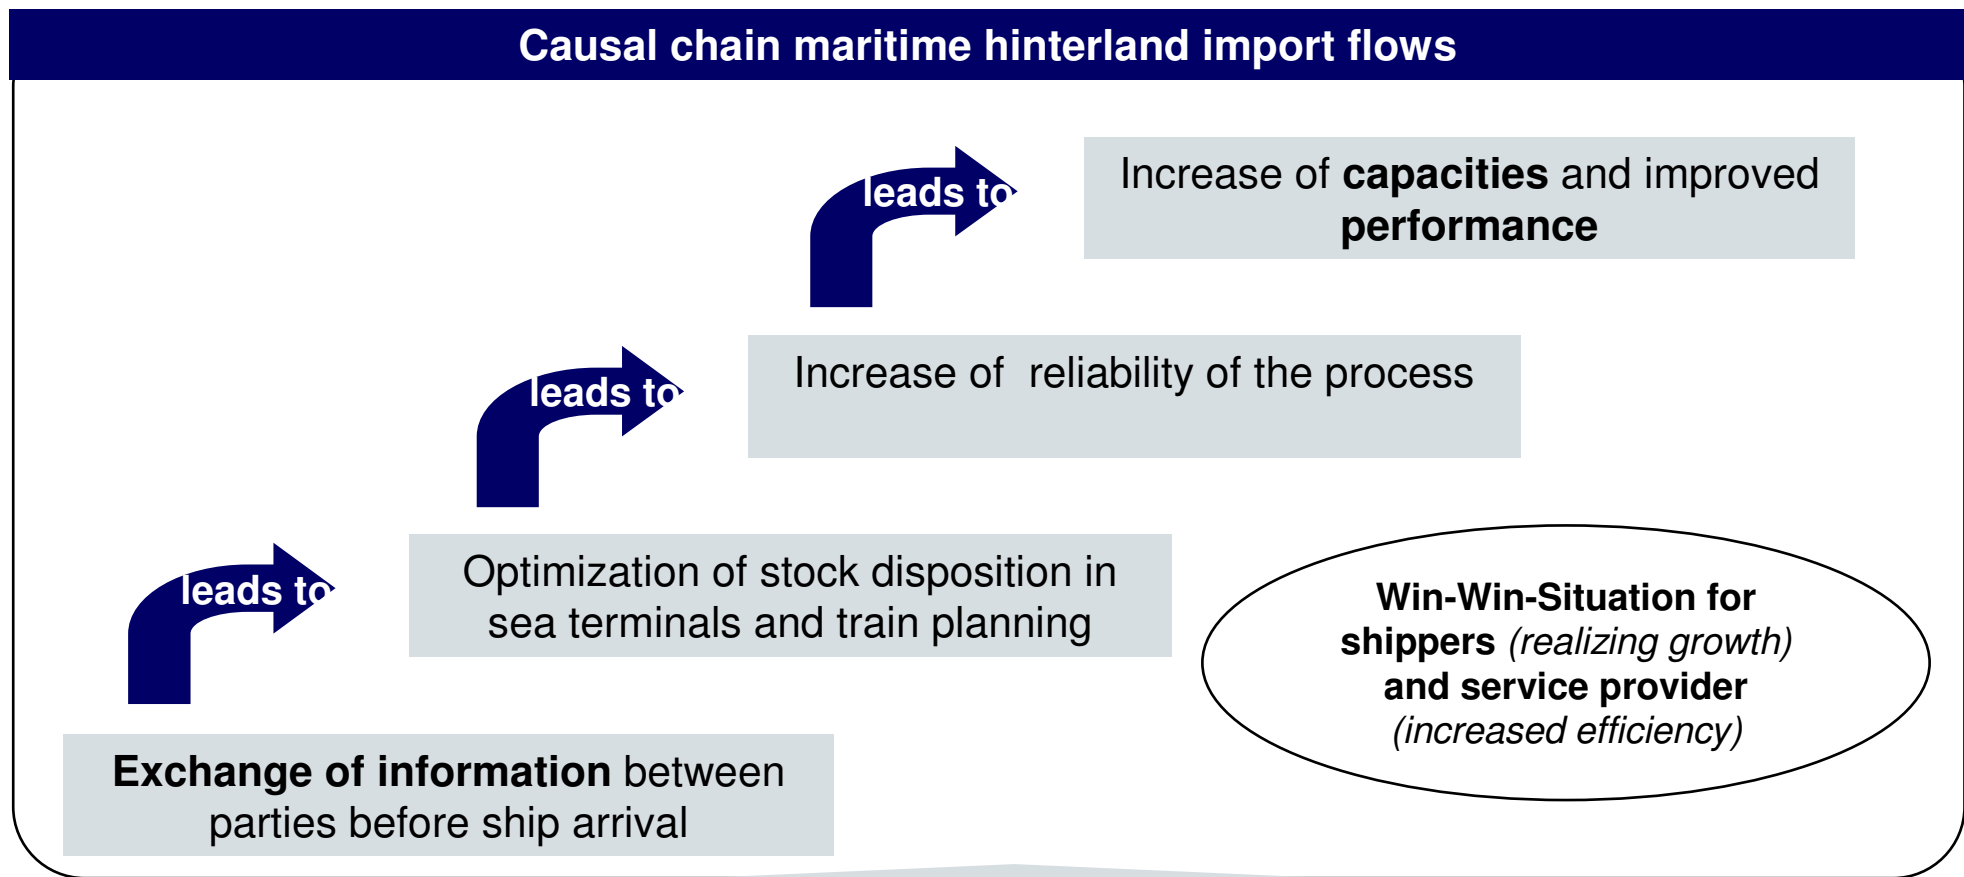 Causal chain maritime hinterland import flows
leads to
Increase of capacities and improved
performance
leads to
Increase of  reliability of the process
leads to
Optimization of stock disposition in
sea terminals and train planning
Win-Win-Situation for
shippers (realizing growth)
and service provider
(increased efficiency)
Exchange of information between
parties before ship arrival